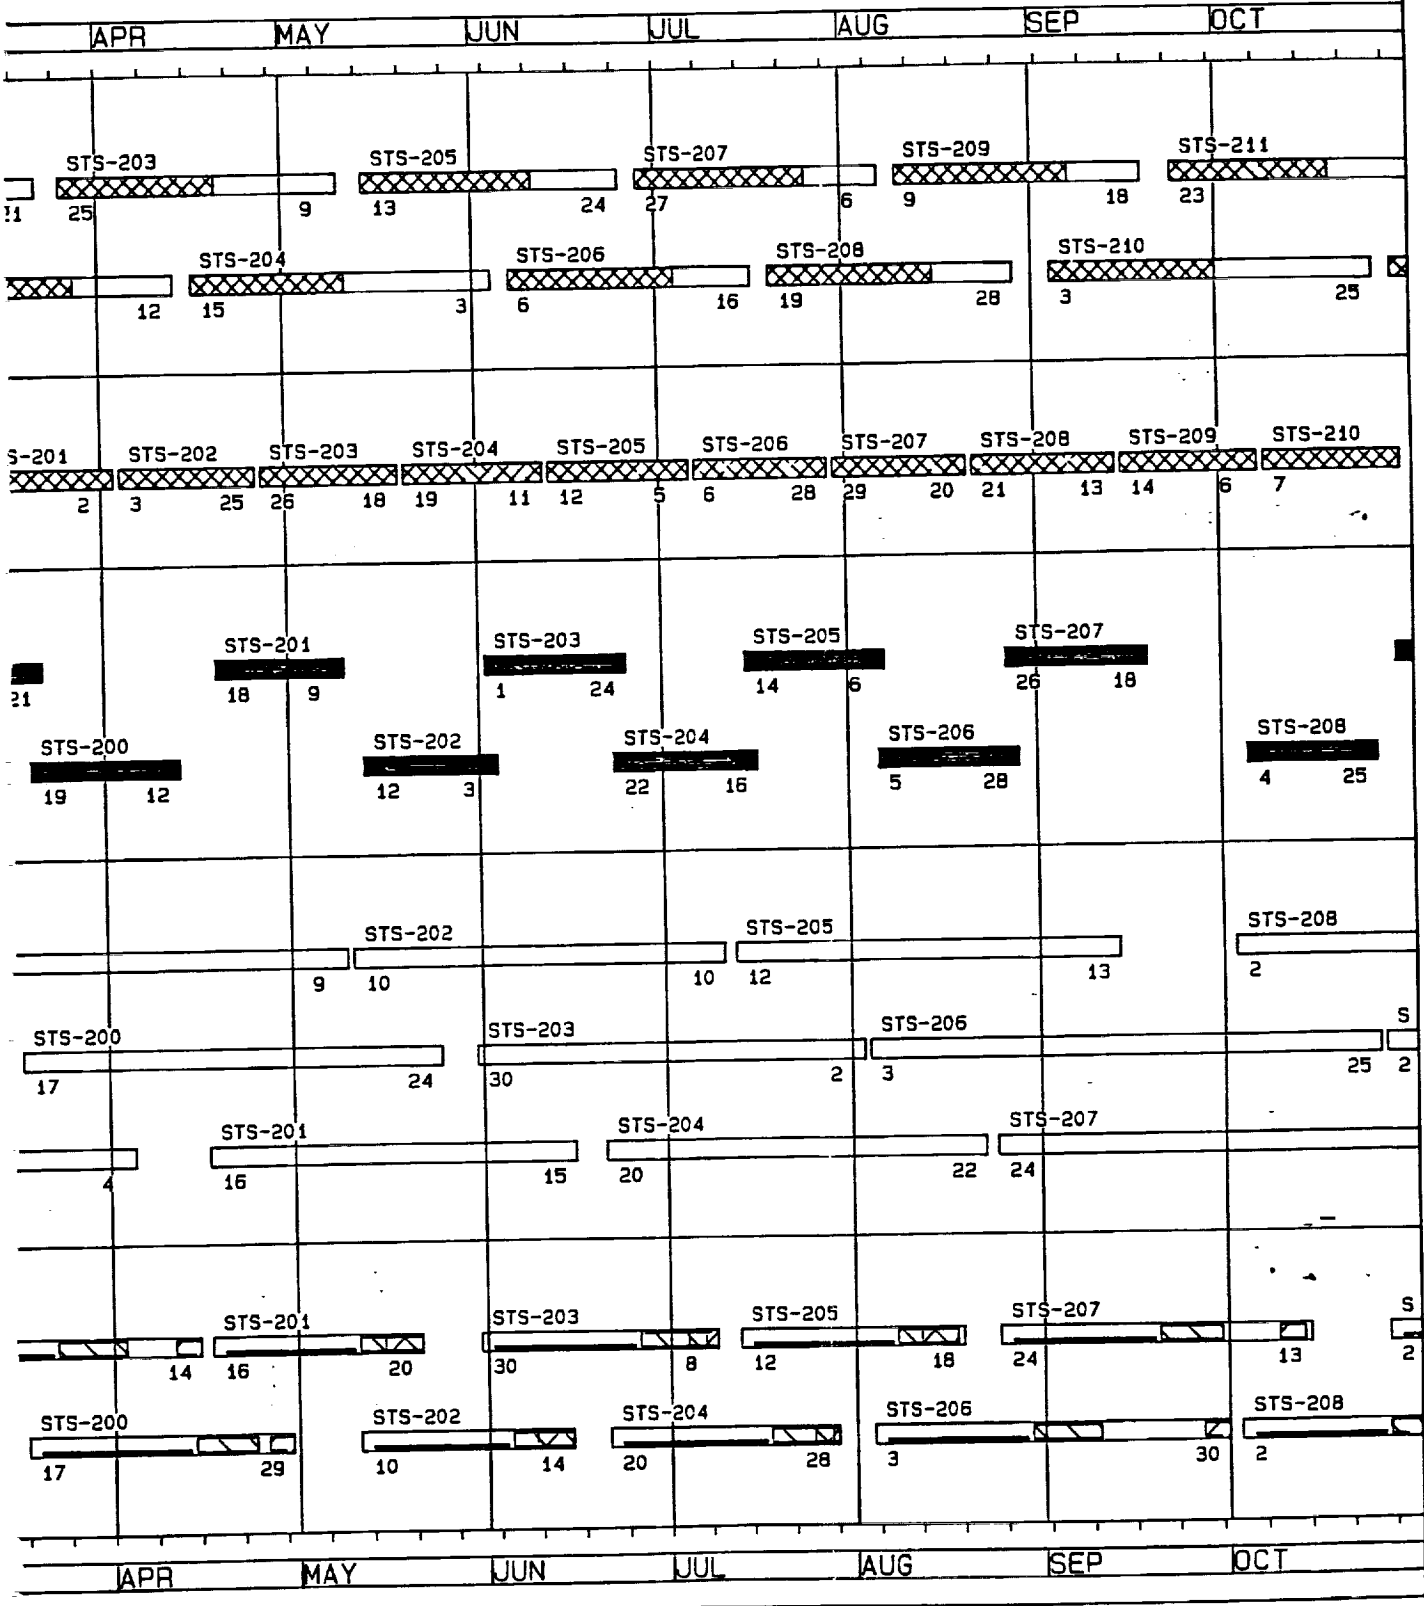 APR MAY JUN JUL AUG SEP OCT
STS-203 STS-205 STS-207 STS-209 STS-211
21 25 9 13 24 27 6 9 18 23
STS-204 STS-206 STS-208 STS-210
12 15 3 6 16 19 28 3 25
S-201 STS-202 STS-203 STS-204 STS-205 STS-206 STS-207 STS-208 STS-209 STS-210
2 3 25 26 18 19 11 12 5 6 28 29 20 21 13 14 6 7
STS-201 STS-203 STS-205 STS-207
21 18 9 1 24 14 6 26 18
STS-200 STS-202 STS-204 STS-206 STS-208
19 12 12 3 22 16 5 28 4 25
STS-202 STS-205 STS-208
9 10 10 12 13 2
STS-200 STS-203 STS-206 S
17 24 30 2 3 25 2
STS-201 STS-204 STS-207
4 16 15 20 22 24
STS-201 STS-203 STS-205 STS-207 S
14 16 20 30 8 12 18 24 13 2
STS-200 STS-202 STS-204 STS-206 STS-208
17 29 10 14 20 28 3 30 2
APR MAY JUN JUL AUG SEP OCT